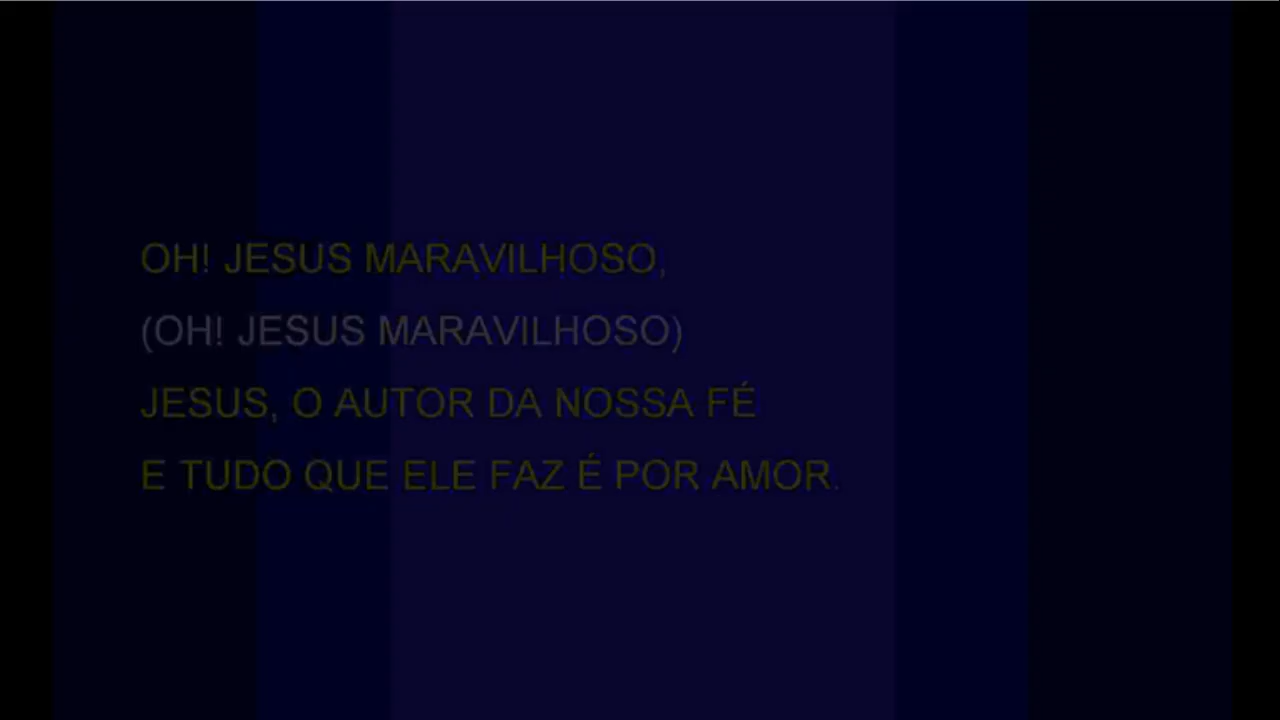 OH! JESUS MARAVILHOSO,
(OH! JESUS MARAVILHOSO)
JESUS, O AUTOR DA NOSSA FÉ
E TUDO QUE ELE FAZ É POR AMOR.